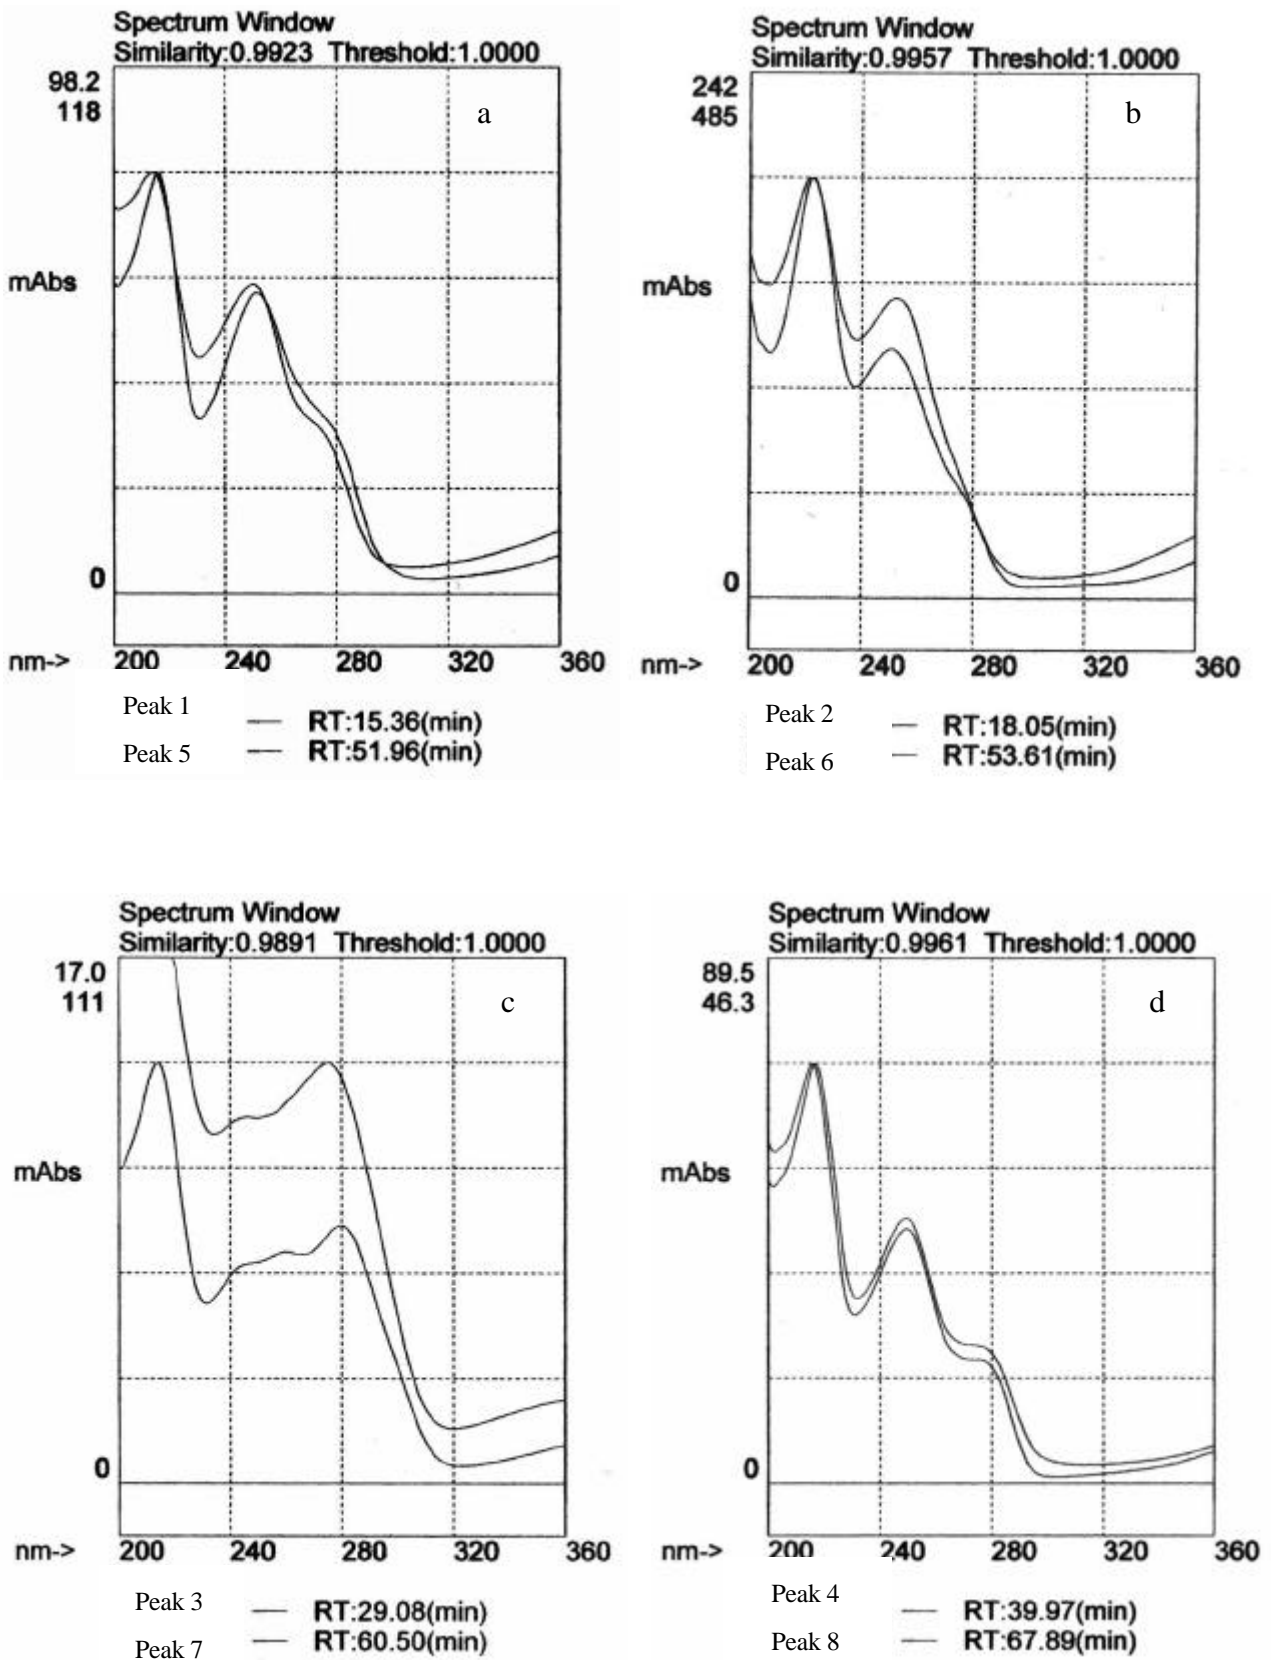 Spectrum Window
Similarity:0.9923 Threshold:1.0000
98.2
118
a
mAbs
0
nm-> 200 240 280 320 360
Peak 1 — RT:15.36(min)
Peak 5 — RT:51.96(min)
Spectrum Window
Similarity:0.9957 Threshold:1.0000
242
485
b
mAbs
0
nm-> 200 240 280 320 360
Peak 2 — RT:18.05(min)
Peak 6 — RT:53.61(min)
Spectrum Window
Similarity:0.9891 Threshold:1.0000
17.0
111
c
mAbs
0
nm-> 200 240 280 320 360
Peak 3 — RT:29.08(min)
Peak 7 — RT:60.50(min)
Spectrum Window
Similarity:0.9961 Threshold:1.0000
89.5
46.3
d
mAbs
0
nm-> 200 240 280 320 360
Peak 4 — RT:39.97(min)
Peak 8 — RT:67.89(min)